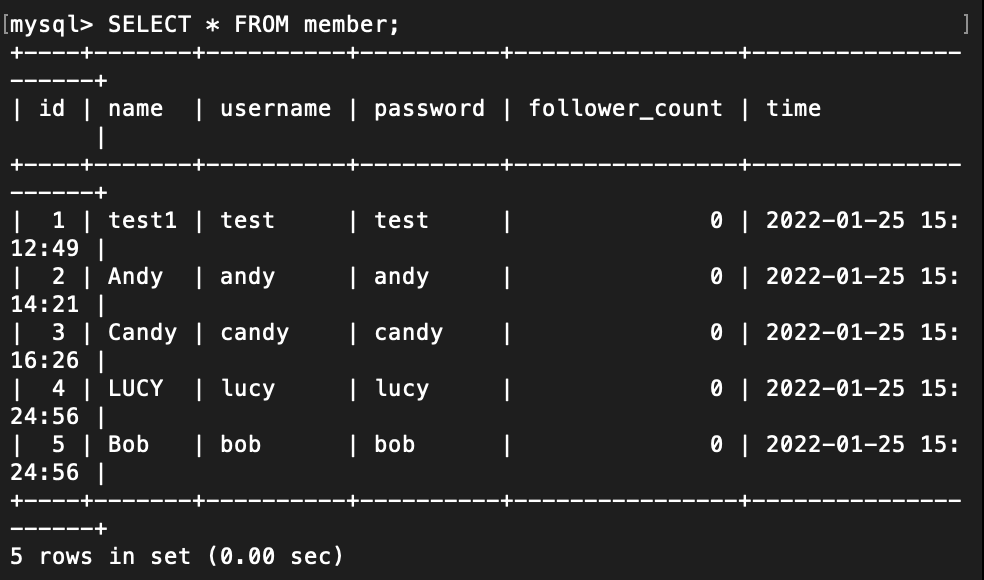 [mysql> SELECT * FROM member;                                        ]
+----+-------+----------+----------+----------------+---------------
------+
| id | name  | username | password | follower_count | time
      |
+----+-------+----------+----------+----------------+---------------
------+
|  1 | test1 | test     | test     |              0 | 2022-01-25 15:
12:49 |
|  2 | Andy  | andy     | andy     |              0 | 2022-01-25 15:
14:21 |
|  3 | Candy | candy    | candy    |              0 | 2022-01-25 15:
16:26 |
|  4 | LUCY  | lucy     | lucy     |              0 | 2022-01-25 15:
24:56 |
|  5 | Bob   | bob      | bob      |              0 | 2022-01-25 15:
24:56 |
+----+-------+----------+----------+----------------+---------------
------+
5 rows in set (0.00 sec)